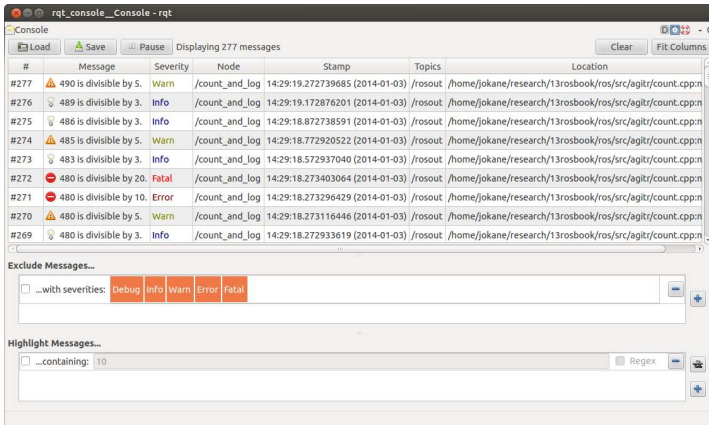 rqt_console__Console - rqt
Console D
Load Save Pause Displaying 277 messages Clear Fit Columns
# Message Severity Node Stamp Topics Location
#277 490 is divisible by 5. Warn /count_and_log 14:29:19.272739685 (2014-01-03) /rosout /home/jokane/research/13rosbook/ros/src/agitr/count.cpp:n
#276 489 is divisible by 3. Info /count_and_log 14:29:19.172876201 (2014-01-03) /rosout /home/jokane/research/13rosbook/ros/src/agitr/count.cpp:n
#275 486 is divisible by 3. Info /count_and_log 14:29:18.872738591 (2014-01-03) /rosout /home/jokane/research/13rosbook/ros/src/agitr/count.cpp:n
#274 485 is divisible by 5. Warn /count_and_log 14:29:18.772920522 (2014-01-03) /rosout /home/jokane/research/13rosbook/ros/src/agitr/count.cpp:n
#273 483 is divisible by 3. Info /count_and_log 14:29:18.572937040 (2014-01-03) /rosout /home/jokane/research/13rosbook/ros/src/agitr/count.cpp:n
#272 480 is divisible by 20. Fatal /count_and_log 14:29:18.273403064 (2014-01-03) /rosout /home/jokane/research/13rosbook/ros/src/agitr/count.cpp:n
#271 480 is divisible by 10. Error /count_and_log 14:29:18.273296429 (2014-01-03) /rosout /home/jokane/research/13rosbook/ros/src/agitr/count.cpp:n
#270 480 is divisible by 5. Warn /count_and_log 14:29:18.273116446 (2014-01-03) /rosout /home/jokane/research/13rosbook/ros/src/agitr/count.cpp:n
#269 480 is divisible by 3. Info /count_and_log 14:29:18.272933619 (2014-01-03) /rosout /home/jokane/research/13rosbook/ros/src/agitr/count.cpp:n
Exclude Messages...
...with severities: Debug Info Warn Error Fatal
Highlight Messages...
...containing: 10 Regex